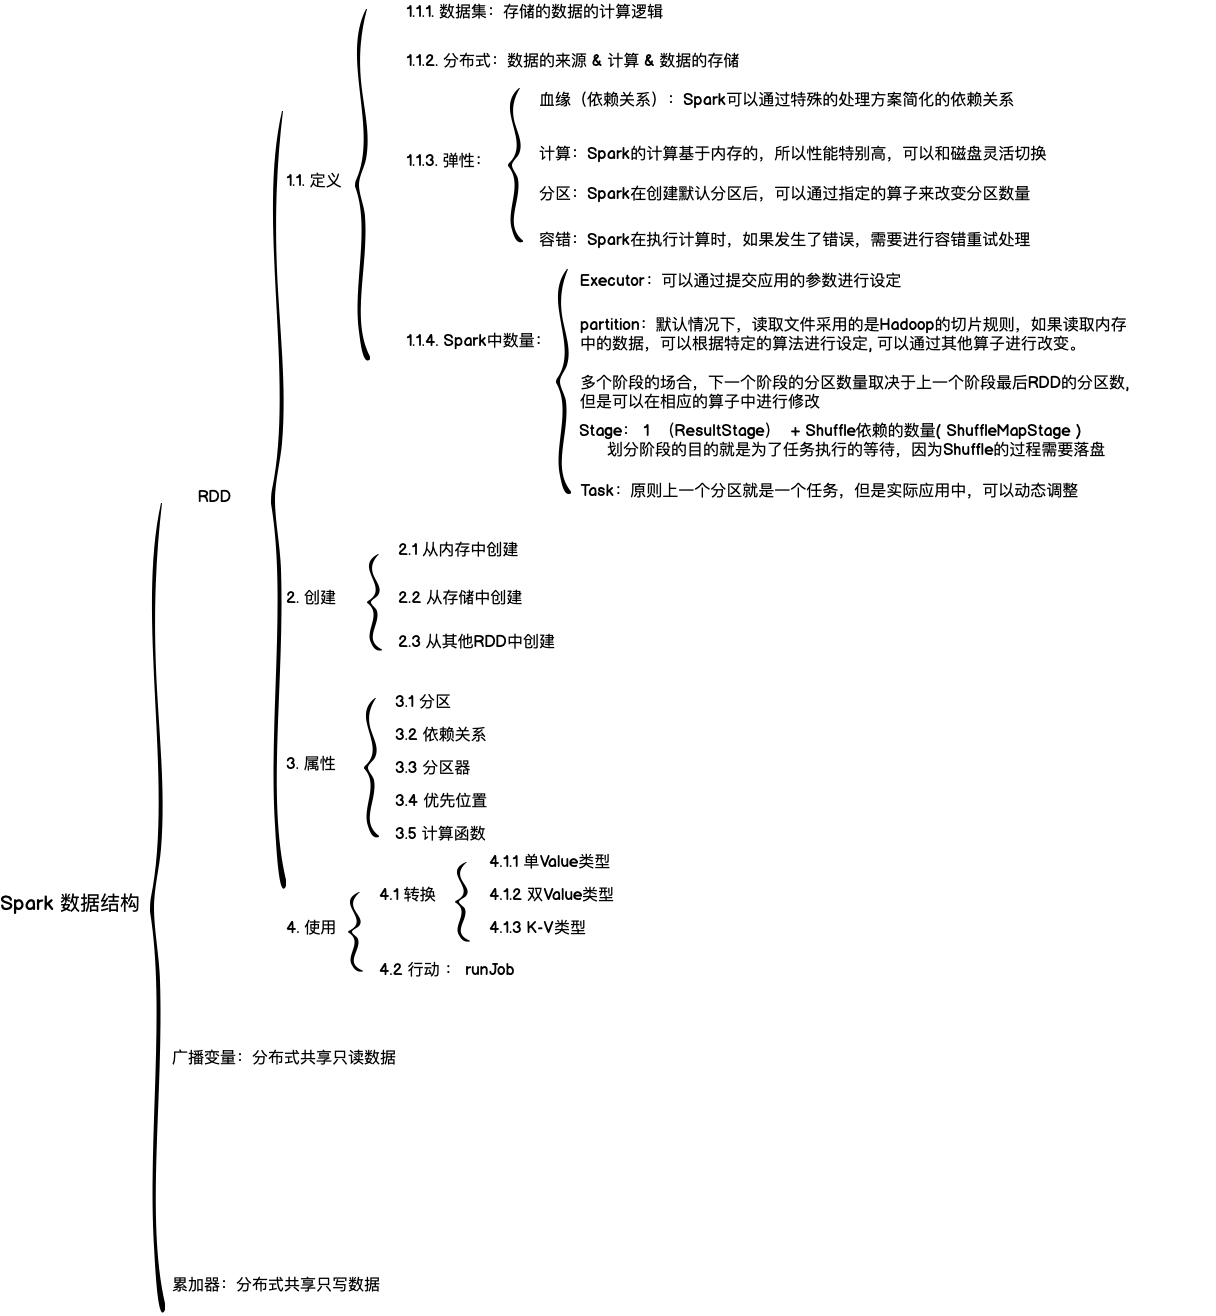 Spark 数据结构
RDD
1.1. 定义
1.1.1. 数据集：存储的数据的计算逻辑
1.1.2. 分布式：数据的来源 & 计算 & 数据的存储
1.1.3. 弹性：
血缘（依赖关系）：Spark可以通过特殊的处理方案简化的依赖关系
计算：Spark的计算基于内存的，所以性能特别高，可以和磁盘灵活切换
分区：Spark在创建默认分区后，可以通过指定的算子来改变分区数量
容错：Spark在执行计算时，如果发生了错误，需要进行容错重试处理
1.1.4. Spark中数量：
Executor：可以通过提交应用的参数进行设定
partition：默认情况下，读取文件采用的是Hadoop的切片规则，如果读取内存
中的数据，可以根据特定的算法进行设定, 可以通过其他算子进行改变。
多个阶段的场合，下一个阶段的分区数量取决于上一个阶段最后RDD的分区数,
但是可以在相应的算子中进行修改
Stage： 1 （ResultStage） + Shuffle依赖的数量( ShuffleMapStage )
划分阶段的目的就是为了任务执行的等待，因为Shuffle的过程需要落盘
Task：原则上一个分区就是一个任务，但是实际应用中，可以动态调整
2. 创建
2.1 从内存中创建
2.2 从存储中创建
2.3 从其他RDD中创建
3. 属性
3.1 分区
3.2 依赖关系
3.3 分区器
3.4 优先位置
3.5 计算函数
4. 使用
4.1 转换
4.1.1 单Value类型
4.1.2 双Value类型
4.1.3 K-V类型
4.2 行动： runJob
广播变量：分布式共享只读数据
累加器：分布式共享只写数据